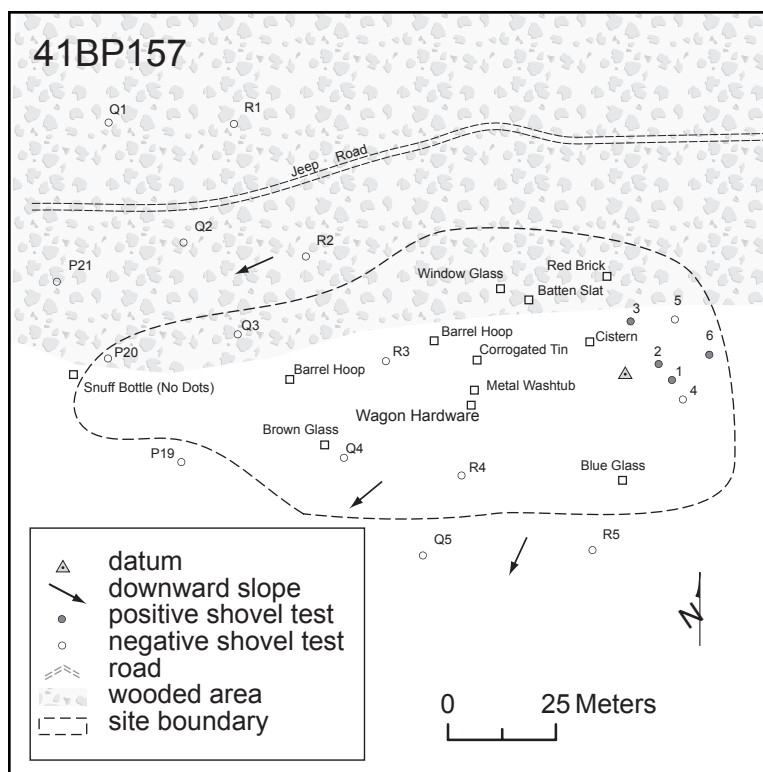 41BP157
Q1
R1
Jeep Road
Q2
R2
P21
Window Glass
Red Brick
Batten Slat
3
5
Q3
Barrel Hoop
Cistern
6
P20
R3
Corrogated Tin
2
1
Snuff Bottle (No Dots)
Barrel Hoop
Metal Washtub
4
Wagon Hardware
Brown Glass
Q4
P19
R4
Blue Glass
Q5
R5
datum
downward slope
positive shovel test
negative shovel test
road
wooded area
site boundary
N
0 25 Meters